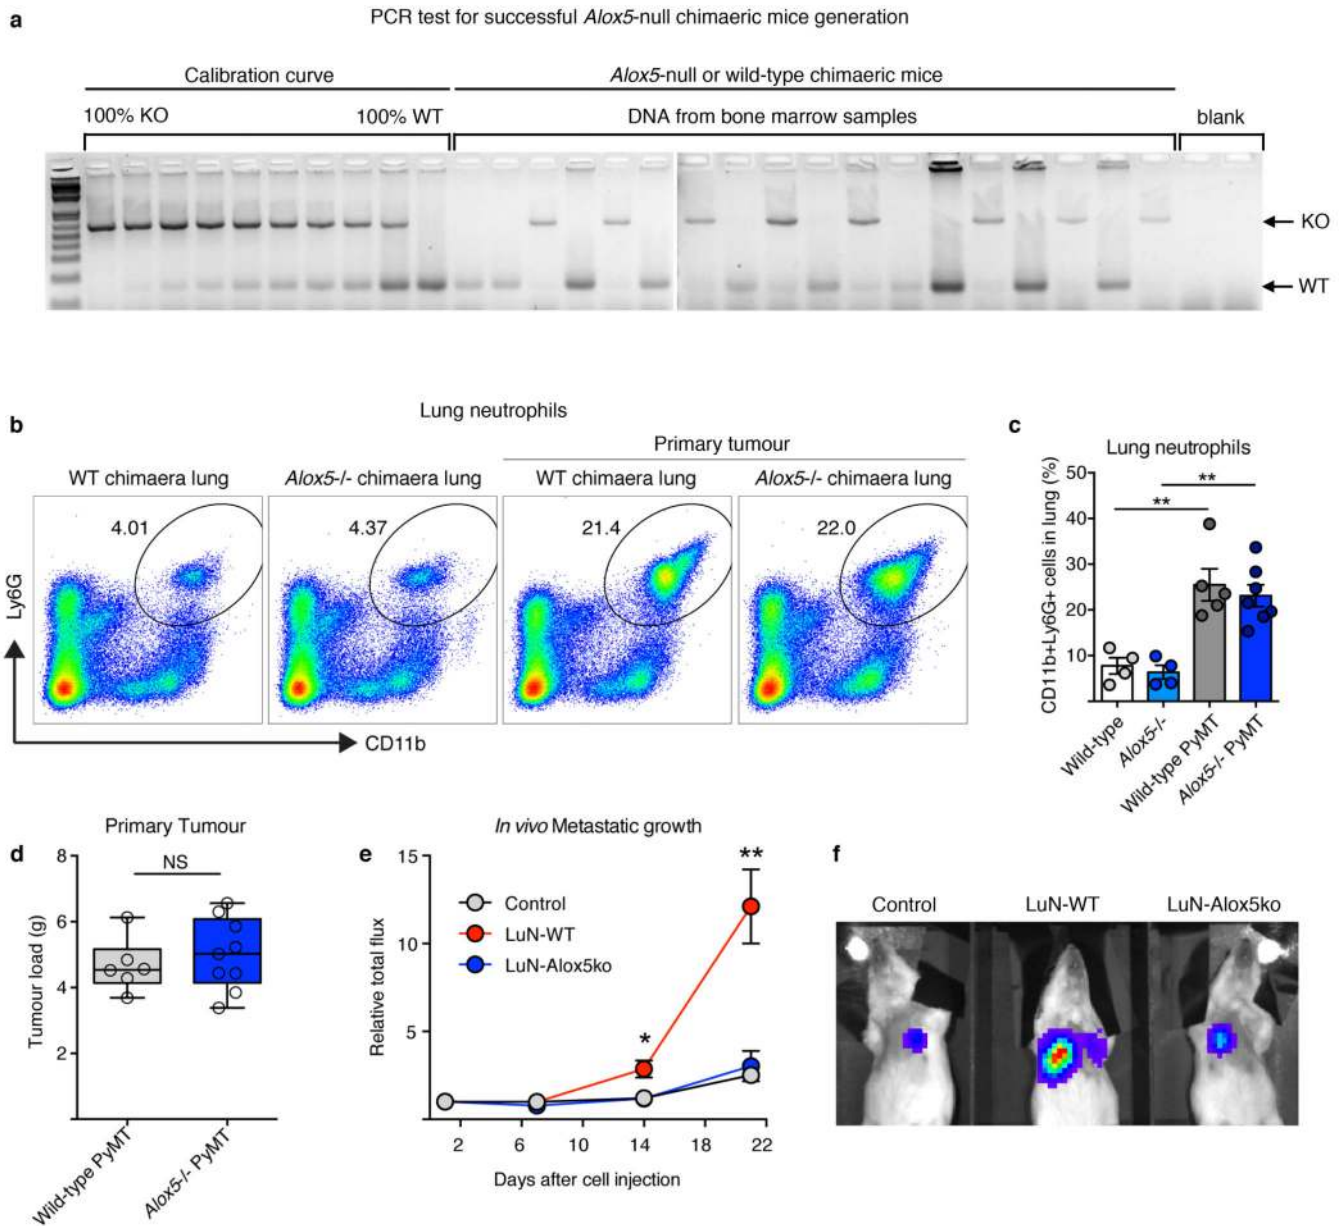 a
PCR test for successful Alox5-null chimaeric mice generation
Calibration curve
Alox5-null or wild-type chimaeric mice
100% KO
100% WT
DNA from bone marrow samples
blank
KO
WT
b
Lung neutrophils
Primary tumour
WT chimaera lung
Alox5-/- chimaera lung
WT chimaera lung
Alox5-/- chimaera lung
4.01
4.37
21.4
22.0
Ly6G
CD11b
c
Lung neutrophils
CD11b+Ly6G+ cells in lung (%)
50
40
30
20
10
**
**
Wild-type
Alox5-/-
Wild-type PyMT
Alox5-/- PyMT
d
Primary Tumour
NS
Tumour load (g)
8
6
4
2
Wild-type PyMT
Alox5-/- PyMT
e
In vivo Metastatic growth
Relative total flux
15
10
5
Control
LuN-WT
LuN-Alox5ko
*
**
2 6 10 14 18 22
Days after cell injection
f
Control
LuN-WT
LuN-Alox5ko